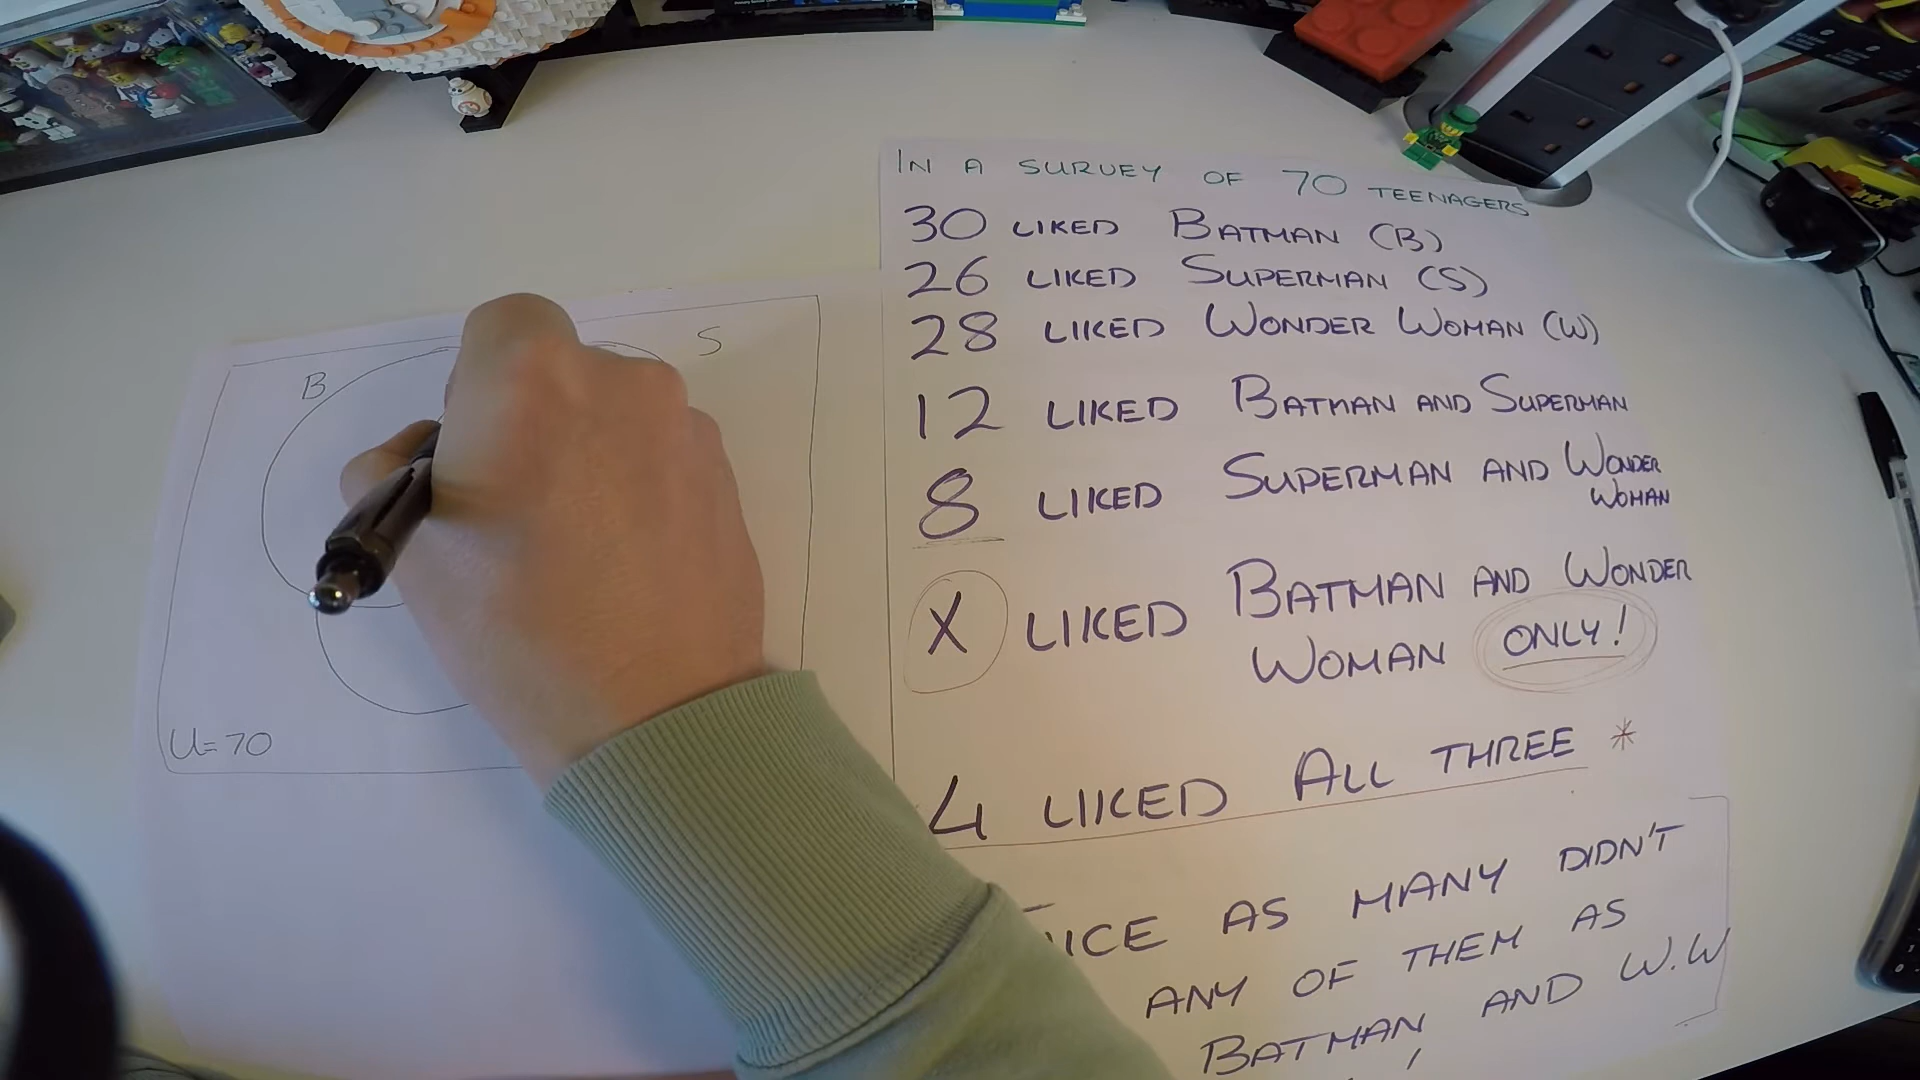 IN A SURVEY OF 70 TEENAGERS
30 LIKED BATMAN (B)
26 LIKED SUPERMAN (S)
28 LIKED WONDER WOMAN (W)
12 LIKED BATMAN AND SUPERMAN
8 LIKED SUPERMAN AND WONDER
WOMAN
X LIKED BATMAN AND WONDER
WOMAN ONLY!
4 LIKED ALL THREE *
AS MANY DIDN'T
ANY OF THEM AS
BATMAN AND W.W
B
S
U=70